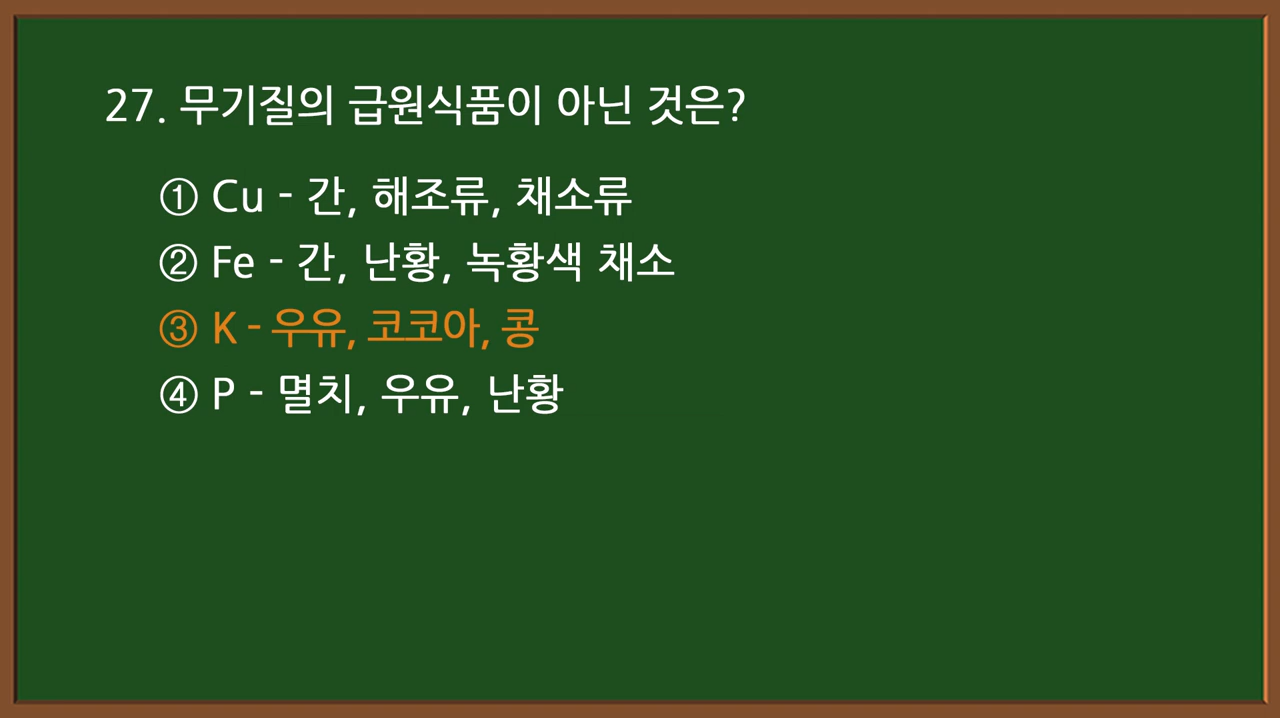 27. 무기질의 급원식품이 아닌 것은?
① Cu - 간, 해조류, 채소류
② Fe - 간, 난황, 녹황색 채소
③ K - 우유, 코코아, 콩
④ P - 멸치, 우유, 난황